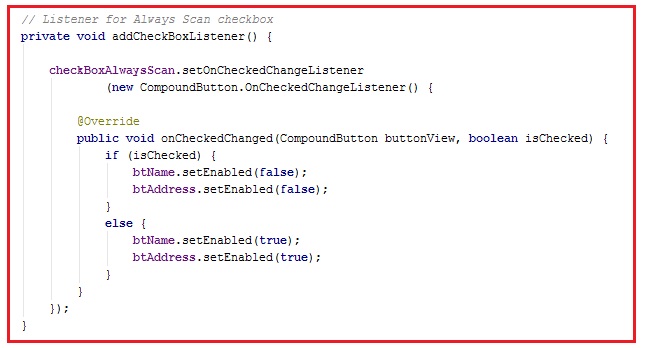 // Listener for Always Scan checkbox
private void addCheckBoxListener() {
checkBoxAlwaysScan.setOnCheckedChangeListener
(new CompoundButton.OnCheckedChangeListener() {
@Override
public void onCheckedChanged(CompoundButton buttonView, boolean isChecked) {
if (isChecked) {
btName.setEnabled(false);
btAddress.setEnabled(false);
}
else {
btName.setEnabled(true);
btAddress.setEnabled(true);
}
}
});
}